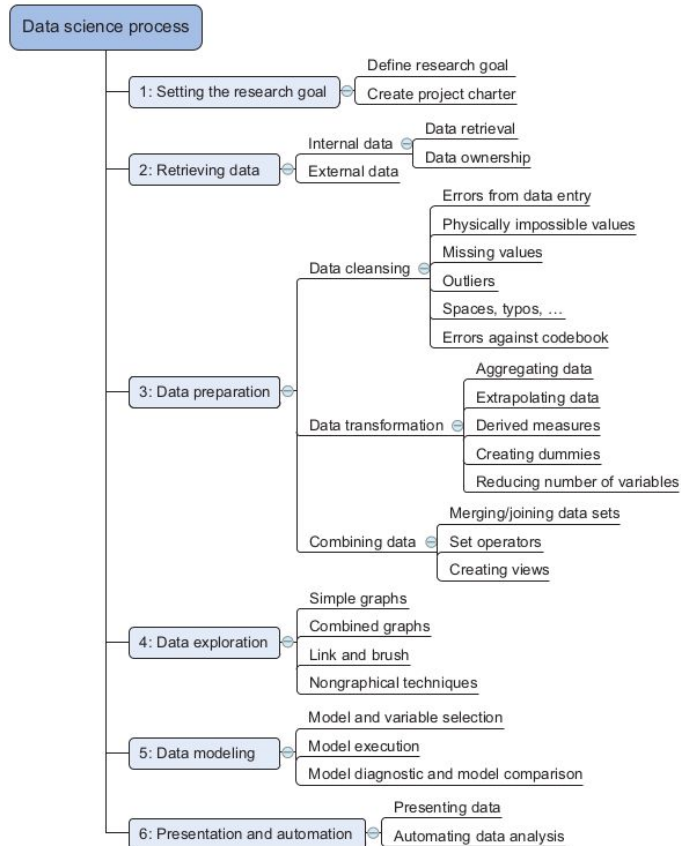 Data science process
1: Setting the research goal
Define research goal
Create project charter
2: Retrieving data
Internal data
Data retrieval
Data ownership
External data
3: Data preparation
Data cleansing
Errors from data entry
Physically impossible values
Missing values
Outliers
Spaces, typos, …
Errors against codebook
Data transformation
Aggregating data
Extrapolating data
Derived measures
Creating dummies
Reducing number of variables
Combining data
Merging/joining data sets
Set operators
Creating views
4: Data exploration
Simple graphs
Combined graphs
Link and brush
Nongraphical techniques
5: Data modeling
Model and variable selection
Model execution
Model diagnostic and model comparison
6: Presentation and automation
Presenting data
Automating data analysis